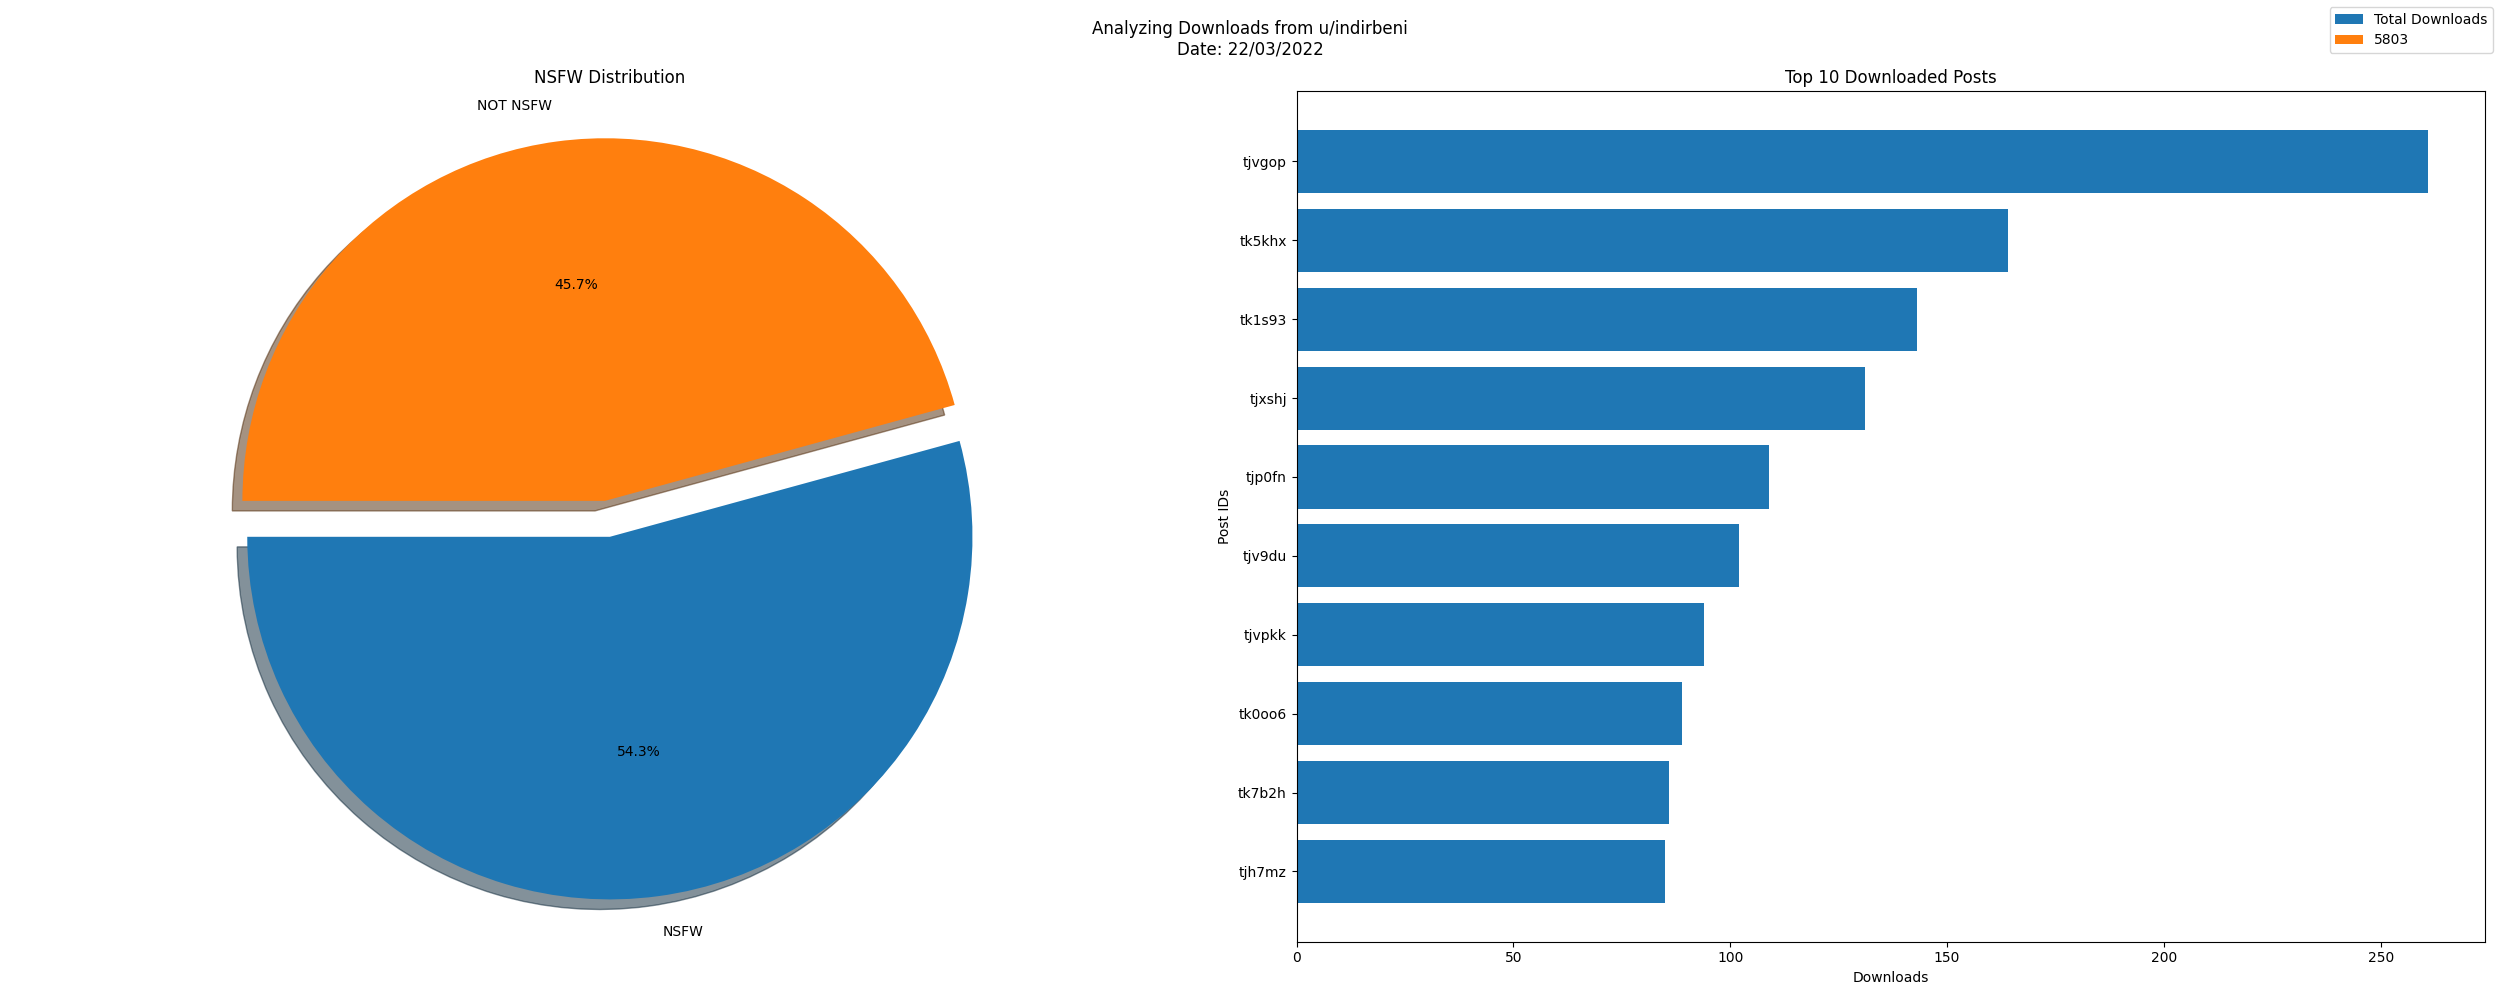 Analyzing Downloads from u/indirbeni
Date: 22/03/2022
Total Downloads
5803
NSFW Distribution
NOT NSFW
45.7%
54.3%
NSFW
Top 10 Downloaded Posts
Post IDs
tjvgop
tk5khx
tk1s93
tjxshj
tjp0fn
tjv9du
tjvpkk
tk0oo6
tk7b2h
tjh7mz
0 50 100 150 200 250
Downloads